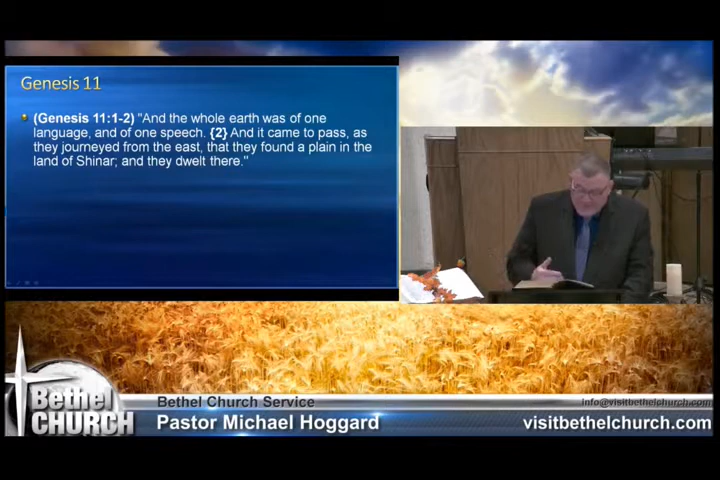 Genesis 11
(Genesis 11:1-2) "And the whole earth was of one
language, and of one speech. {2} And it came to pass, as
they journeyed from the east, that they found a plain in the
land of Shinar; and they dwelt there."
Bethel
CHURCH
Bethel Church Service
info@visitbethelchurch.com
Pastor Michael Hoggard
visitbethelchurch.com